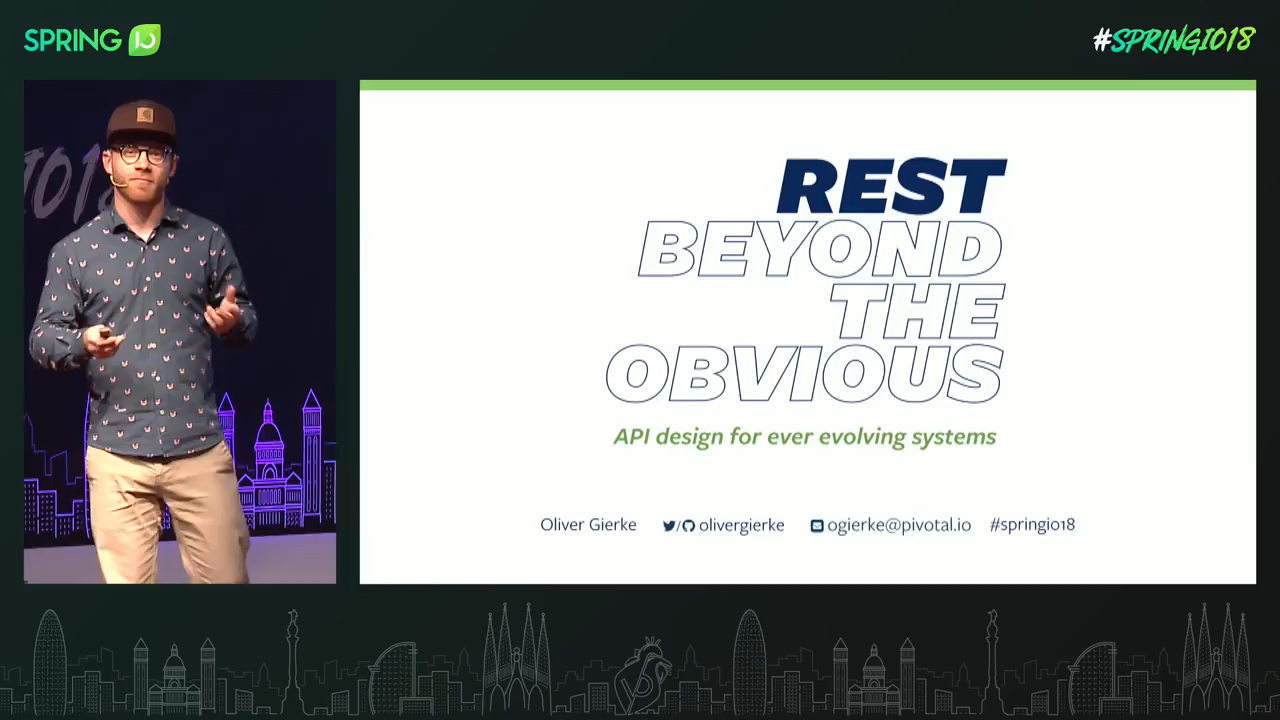 SPRING IO
#SPRINGIO18
IO18
REST
BEYOND
THE
OBVIOUS
API design for ever evolving systems
Oliver Gierke / olivergierke ogierke@pivotal.io #springio18